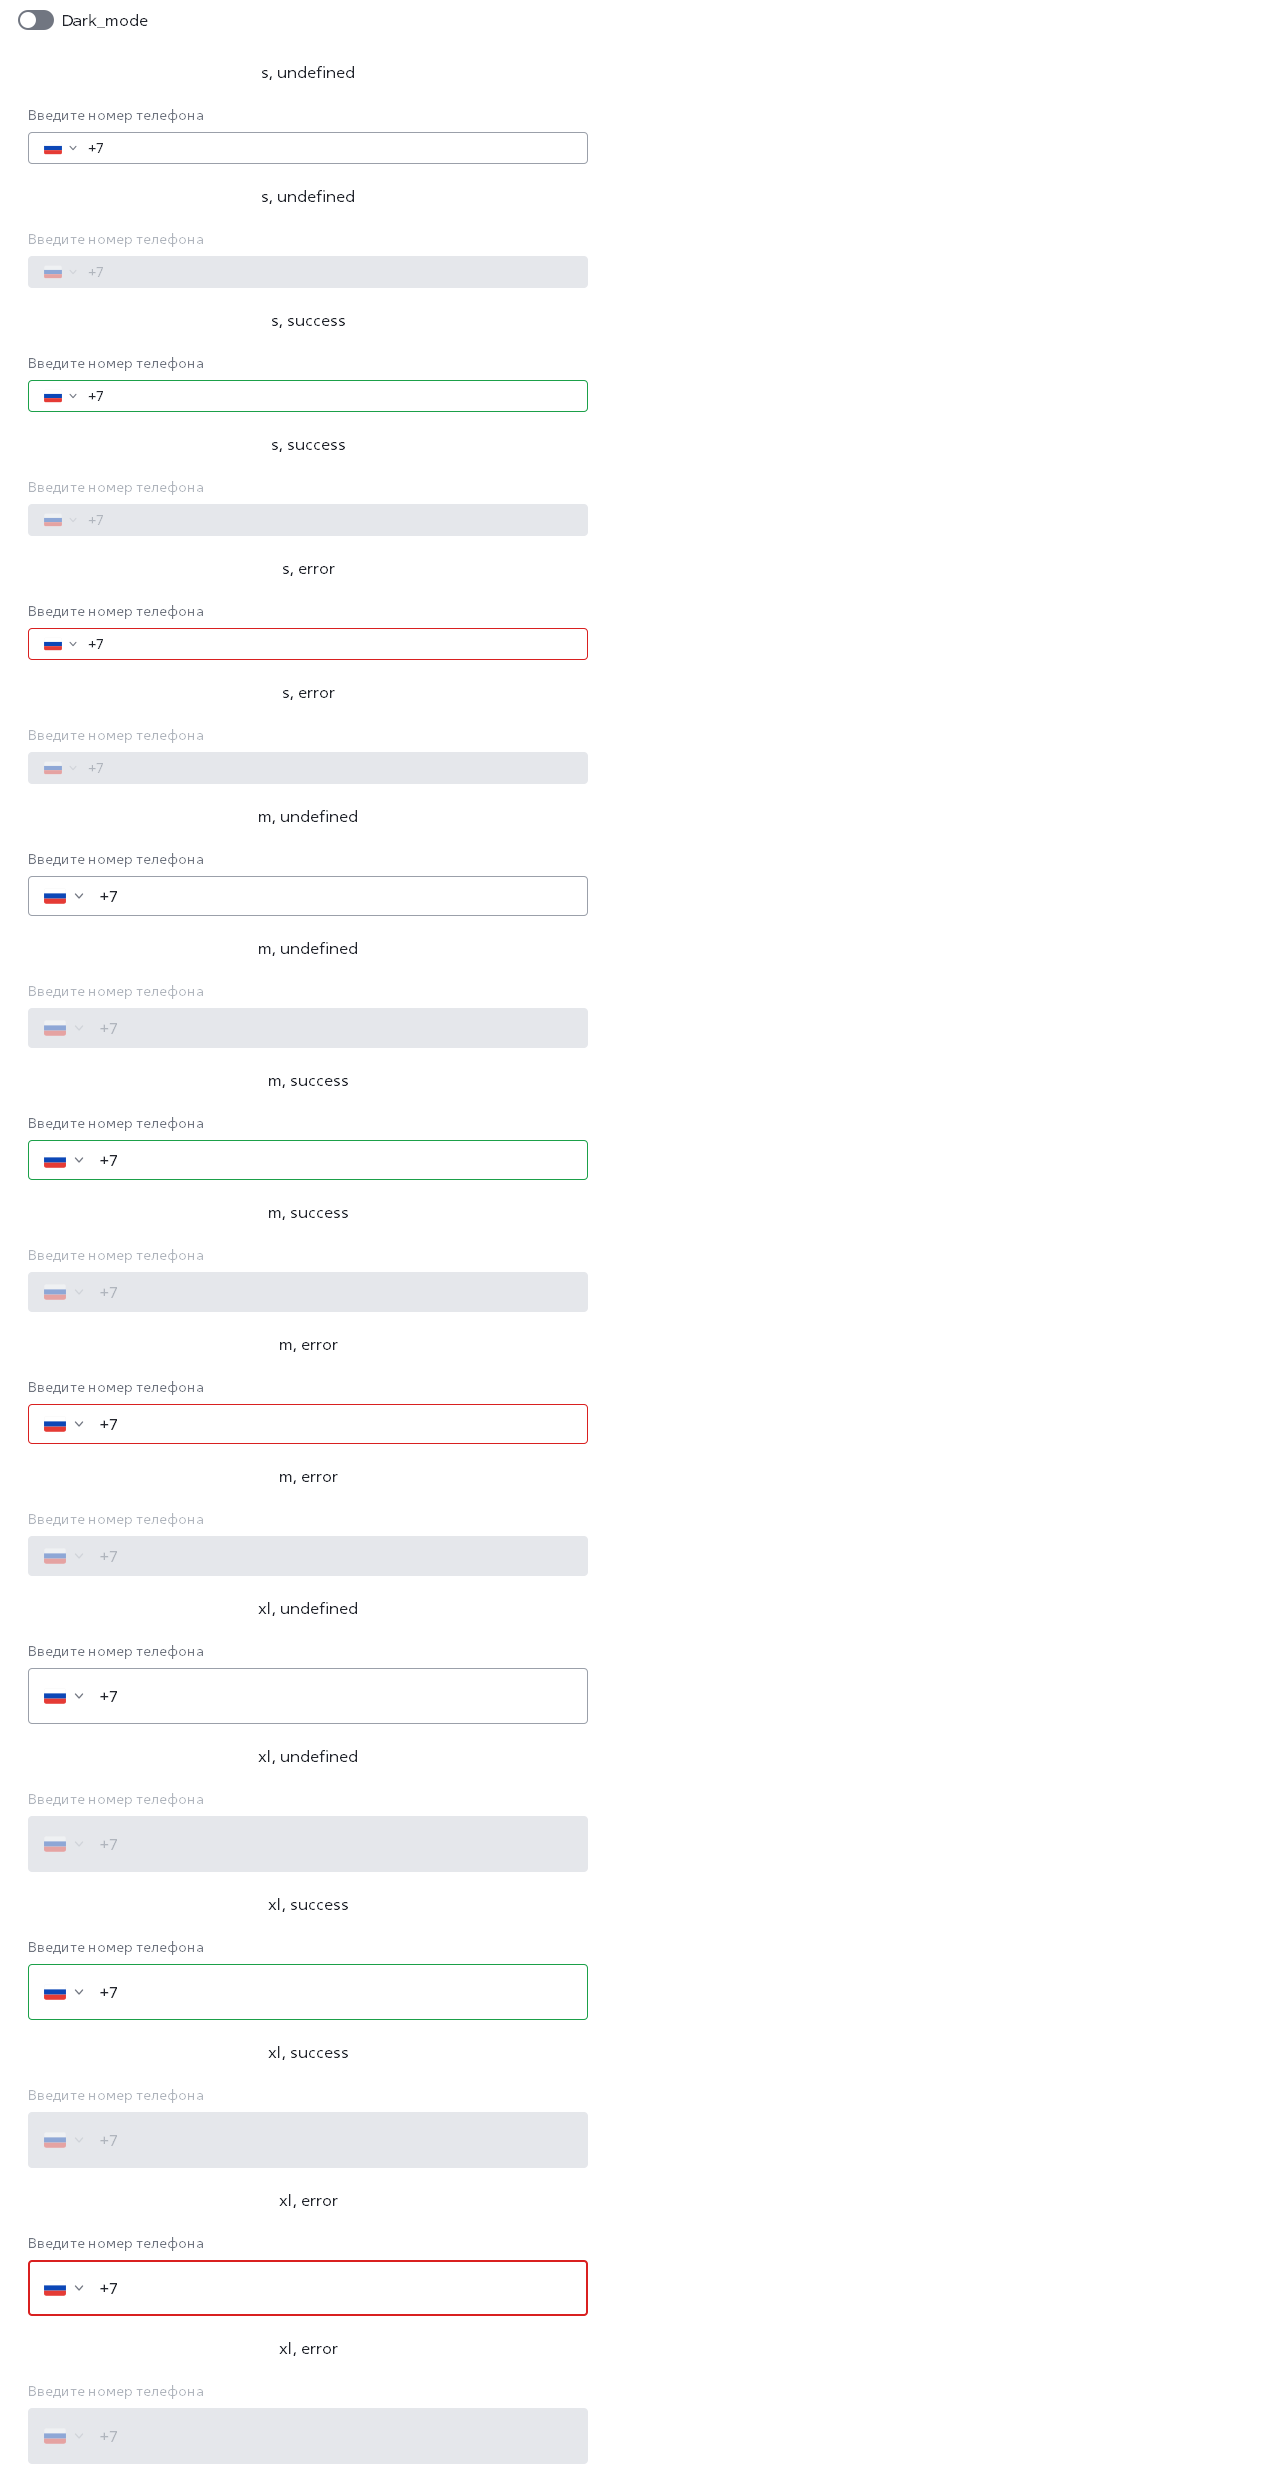 Dark_mode
s, undefined
Введите номер телефона
+7
s, undefined
Введите номер телефона
+7
s, success
Введите номер телефона
+7
s, success
Введите номер телефона
+7
s, error
Введите номер телефона
+7
s, error
Введите номер телефона
+7
m, undefined
Введите номер телефона
+7
m, undefined
Введите номер телефона
+7
m, success
Введите номер телефона
+7
m, success
Введите номер телефона
+7
m, error
Введите номер телефона
+7
m, error
Введите номер телефона
+7
xl, undefined
Введите номер телефона
+7
xl, undefined
Введите номер телефона
+7
xl, success
Введите номер телефона
+7
xl, success
Введите номер телефона
+7
xl, error
Введите номер телефона
+7
xl, error
Введите номер телефона
+7